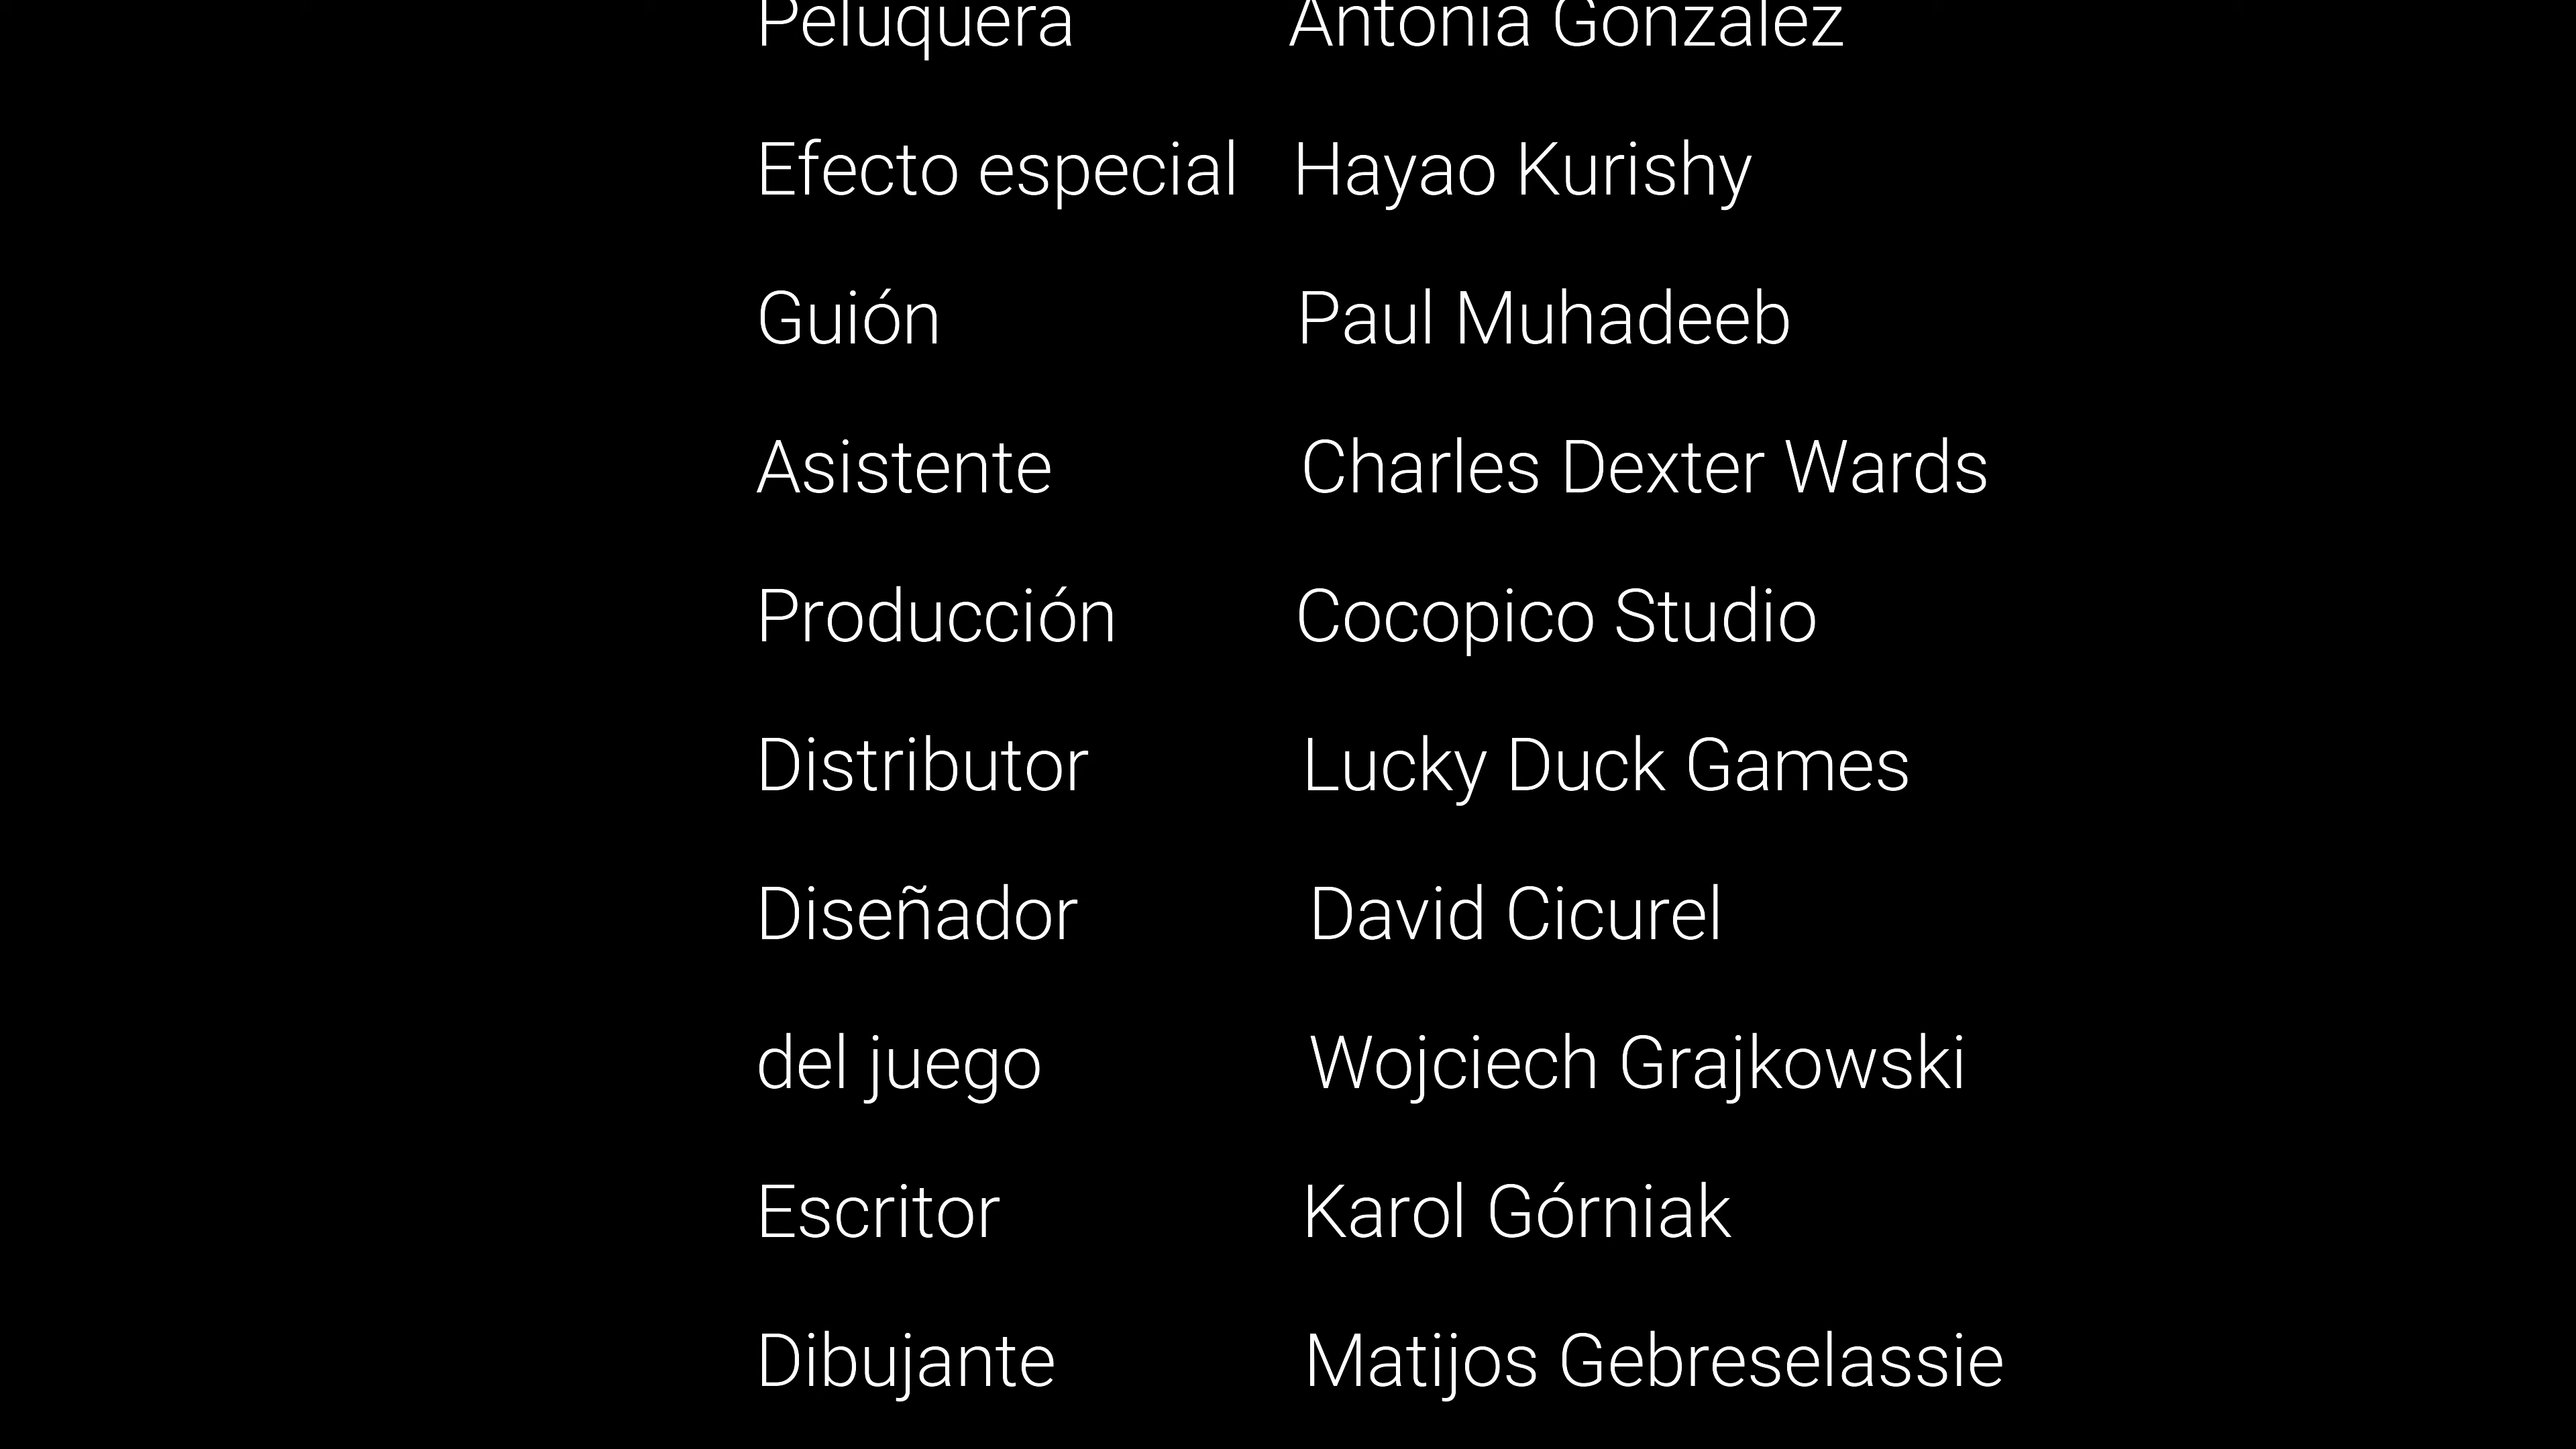 Peluquera Antonia González
Efecto especial Hayao Kurishy
Guión Paul Muhadeeb
Asistente Charles Dexter Wards
Producción Cocopico Studio
Distributor Lucky Duck Games
Diseñador David Cicurel
del juego Wojciech Grajkowski
Escritor Karol Górniak
Dibujante Matijos Gebreselassie